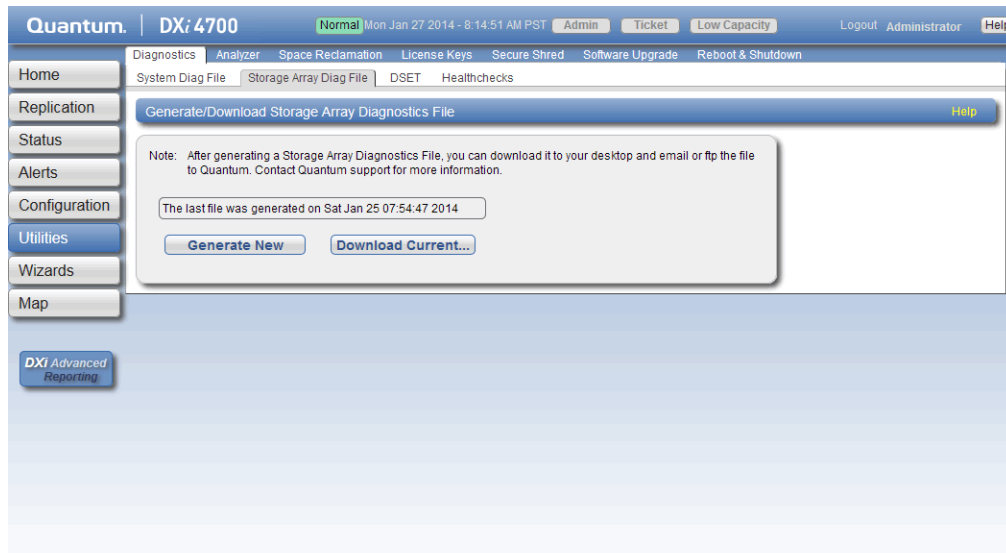 Quantum. | DXi 4700 Normal Mon Jan 27 2014 - 8:14:51 AM PST Admin Ticket Low Capacity Logout Administrator Help
Diagnostics Analyzer Space Reclamation License Keys Secure Shred Software Upgrade Reboot & Shutdown
System Diag File Storage Array Diag File DSET Healthchecks
Home
Replication
Status
Alerts
Configuration
Utilities
Wizards
Map
DXi Advanced
Reporting
Generate/Download Storage Array Diagnostics File Help
Note: After generating a Storage Array Diagnostics File, you can download it to your desktop and email or ftp the file
to Quantum. Contact Quantum support for more information.
The last file was generated on Sat Jan 25 07:54:47 2014
Generate New Download Current...